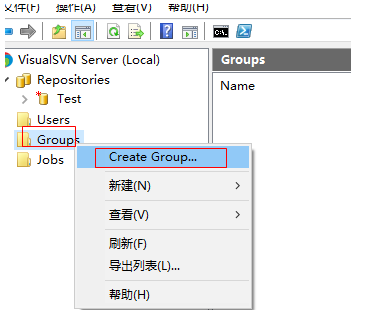 文件(F) 操作(A) 查看(V) 帮助(H)
VisualSVN Server (Local)
Repositories
Test
Users
Groups
Jobs
Groups
Name
Create Group...
新建(N)
查看(V)
刷新(F)
导出列表(L)...
帮助(H)